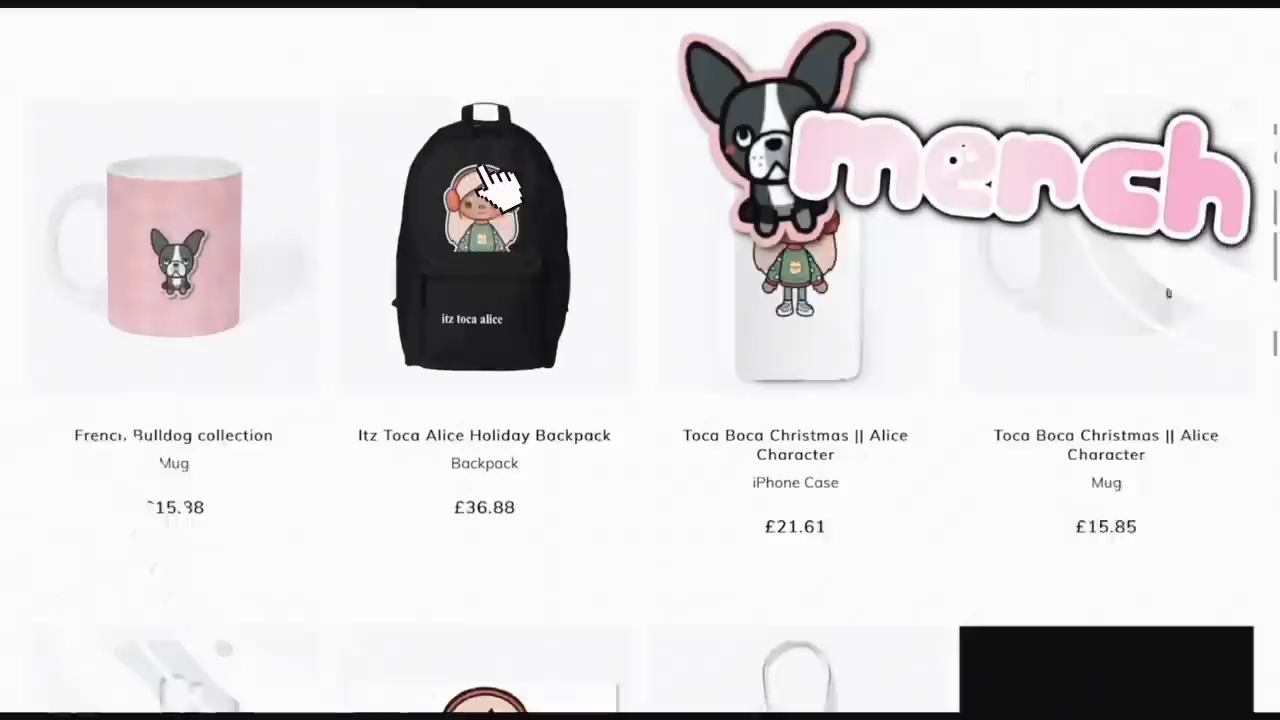 merch
itz toca alice
French Bulldog collection
Mug
15.38
Itz Toca Alice Holiday Backpack
Backpack
£36.88
Toca Boca Christmas || Alice
Character
iPhone Case
£21.61
Toca Boca Christmas || Alice
Character
Mug
£15.85